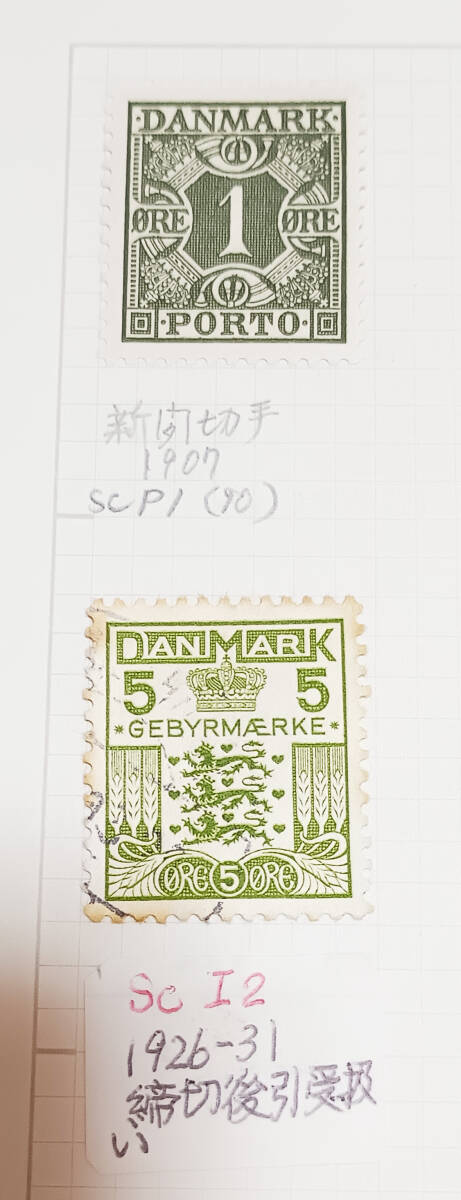 DANMARK
ØRE 1 ØRE
PORTO
新聞切手
1907
Sc P1 (90)
DANMARK
5 5
GEBYRMÆRKE
ØRE 5 ØRE
Sc I2
1926-31
締切後引受扱
い